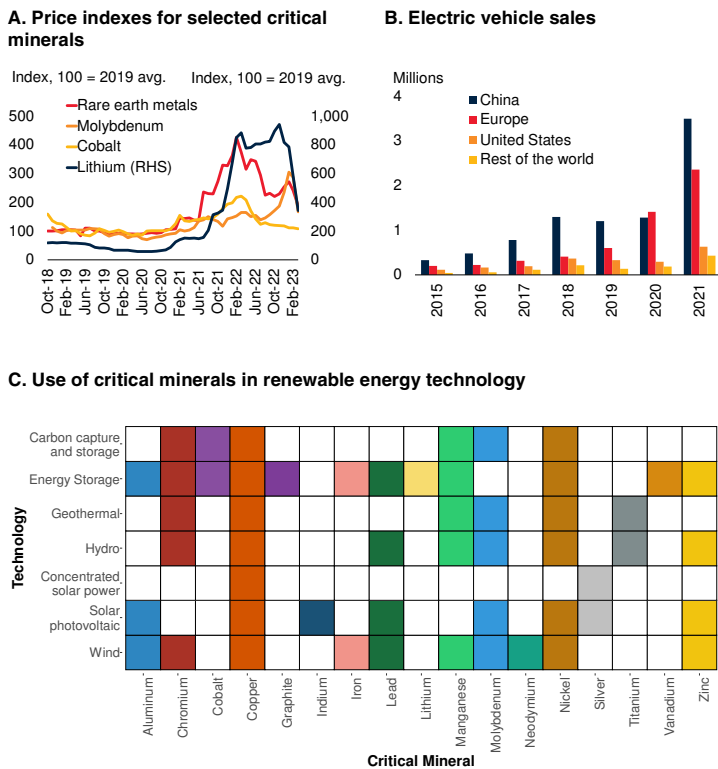 A. Price indexes for selected critical
minerals
Index, 100 = 2019 avg.
Index, 100 = 2019 avg.
Rare earth metals
Molybdenum
Cobalt
Lithium (RHS)
500
400
300
200
100
0
1,000
800
600
400
200
0
Oct-18
Feb-19
Jun-19
Oct-19
Feb-20
Jun-20
Oct-20
Feb-21
Jun-21
Oct-21
Feb-22
Jun-22
Oct-22
Feb-23
B. Electric vehicle sales
Millions
4
3
2
1
0
China
Europe
United States
Rest of the world
2015
2016
2017
2018
2019
2020
2021
C. Use of critical minerals in renewable energy technology
Technology
Carbon capture
and storage
Energy Storage
Geothermal
Hydro
Concentrated
solar power
Solar
photovoltaic
Wind
Aluminum
Chromium
Cobalt
Copper
Graphite
Indium
Iron
Lead
Lithium
Manganese
Molybdenum
Neodymium
Nickel
Silver
Titanium
Vanadium
Zinc
Critical Mineral